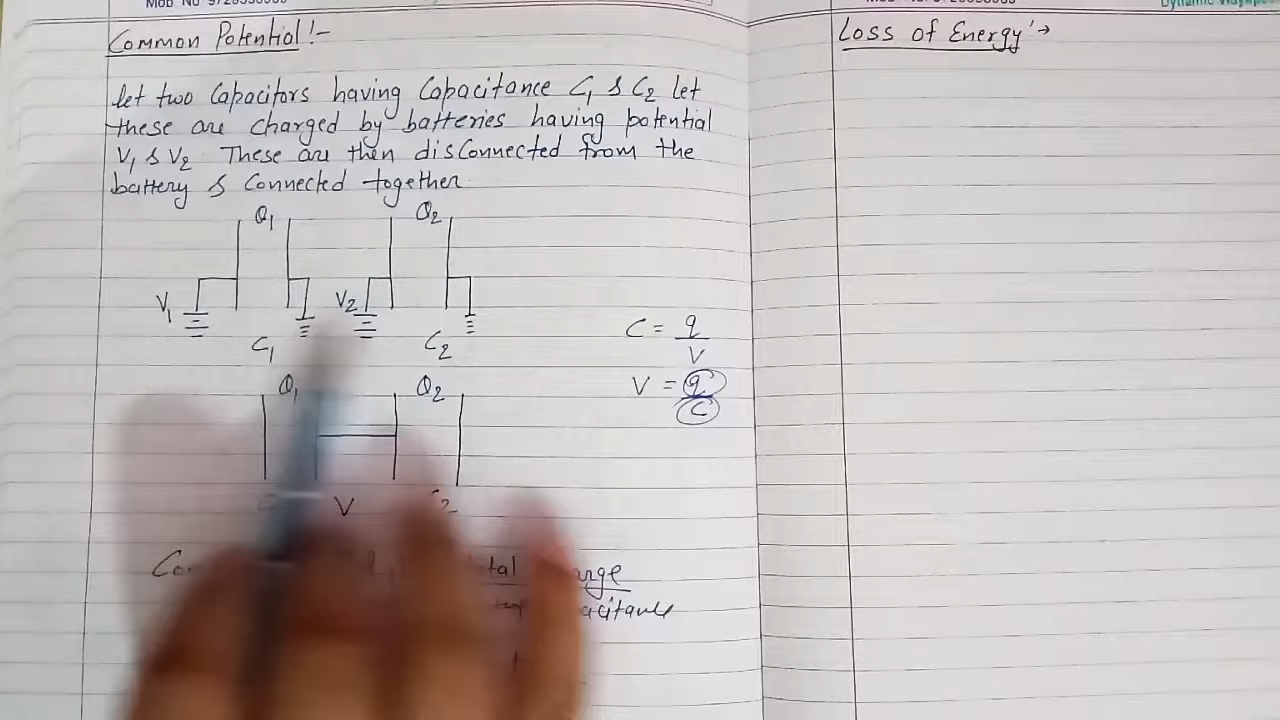 Common Potential!-
Let two Capacitors having Capacitance C1 & C2 let
these are charged by batteries having potential
V1 & V2 These are then disconnected from the
battery & Connected together
Q1 Q2
V1 V2
C1 C2
Q1 Q2
V
C = q/V
V = q/C
Loss of Energy:→